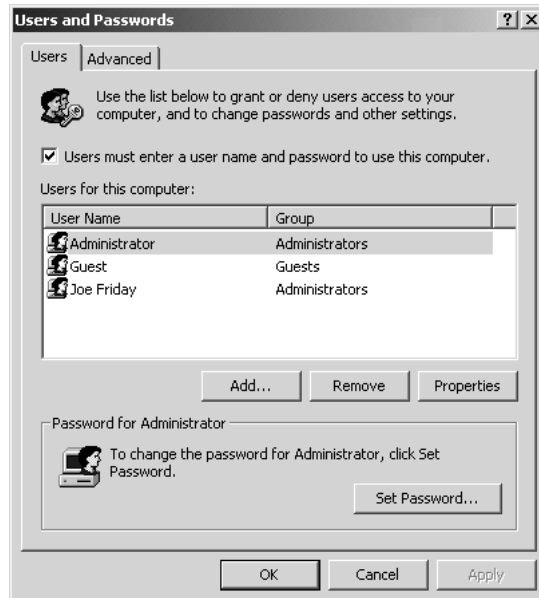 Users and Passwords
? X
Users
Advanced
Use the list below to grant or deny users access to your
computer, and to change passwords and other settings.
Users must enter a user name and password to use this computer.
Users for this computer:
User Name Group
Administrator Administrators
Guest Guests
Joe Friday Administrators
Add... Remove Properties
Password for Administrator
To change the password for Administrator, click Set
Password.
Set Password...
OK Cancel Apply